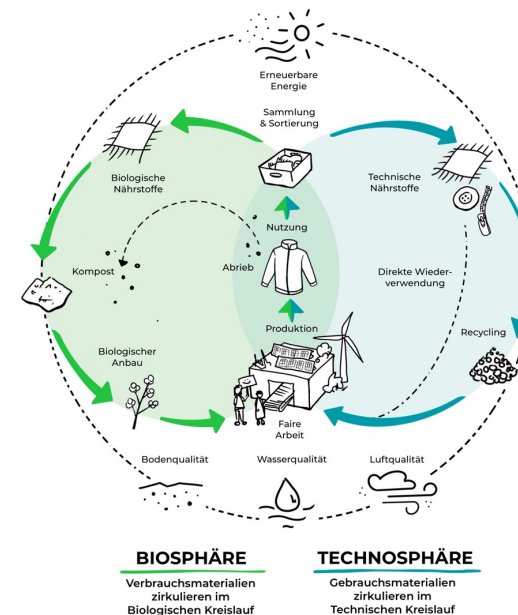 Erneuerbare
Energie
Sammlung
& Sortierung
Biologische
Nährstoffe
Technische
Nährstoffe
Nutzung
Kompost
Abrieb
Direkte Wieder-
verwendung
Produktion
Recycling
Biologischer
Anbau
Faire
Arbeit
Bodenqualität
Wasserqualität
Luftqualität
BIOSPHÄRE
Verbrauchsmaterialien
zirkulieren im
Biologischen Kreislauf
TECHNOSPHÄRE
Gebrauchsmaterialien
zirkulieren im
Technischen Kreislauf